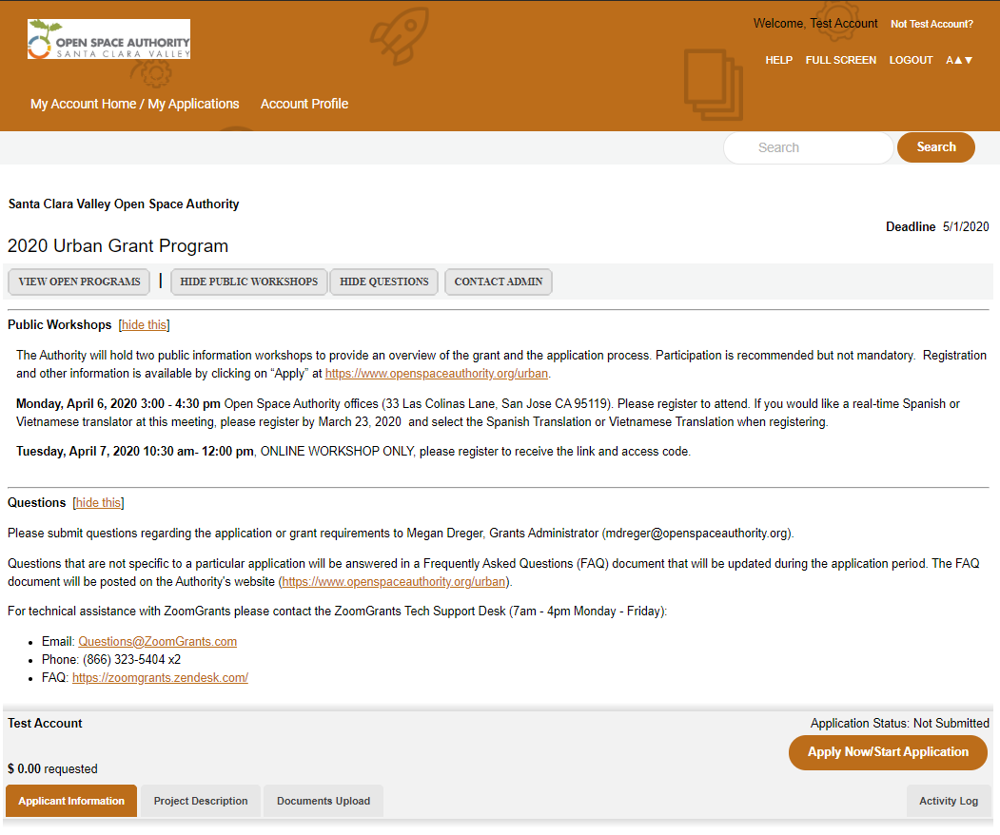 OPEN SPACE AUTHORITY
SANTA CLARA VALLEY
Welcome, Test Account Not Test Account?
HELP FULL SCREEN LOGOUT A▲▼
My Account Home / My Applications Account Profile
Search Search
Santa Clara Valley Open Space Authority
Deadline 5/1/2020
2020 Urban Grant Program
VIEW OPEN PROGRAMS | HIDE PUBLIC WORKSHOPS HIDE QUESTIONS CONTACT ADMIN
Public Workshops [hide this]
The Authority will hold two public information workshops to provide an overview of the grant and the application process. Participation is recommended but not mandatory. Registration
and other information is available by clicking on “Apply” at https://www.openspaceauthority.org/urban.
Monday, April 6, 2020 3:00 - 4:30 pm Open Space Authority offices (33 Las Colinas Lane, San Jose CA 95119). Please register to attend. If you would like a real-time Spanish or
Vietnamese translator at this meeting, please register by March 23, 2020 and select the Spanish Translation or Vietnamese Translation when registering.
Tuesday, April 7, 2020 10:30 am- 12:00 pm, ONLINE WORKSHOP ONLY, please register to receive the link and access code.
Questions [hide this]
Please submit questions regarding the application or grant requirements to Megan Dreger, Grants Administrator (mdreger@openspaceauthority.org).
Questions that are not specific to a particular application will be answered in a Frequently Asked Questions (FAQ) document that will be updated during the application period. The FAQ
document will be posted on the Authority's website (https://www.openspaceauthority.org/urban).
For technical assistance with ZoomGrants please contact the ZoomGrants Tech Support Desk (7am - 4pm Monday - Friday):
• Email: Questions@ZoomGrants.com
• Phone: (866) 323-5404 x2
• FAQ: https://zoomgrants.zendesk.com/
Test Account Application Status: Not Submitted
Apply Now/Start Application
$ 0.00 requested
Applicant Information Project Description Documents Upload Activity Log